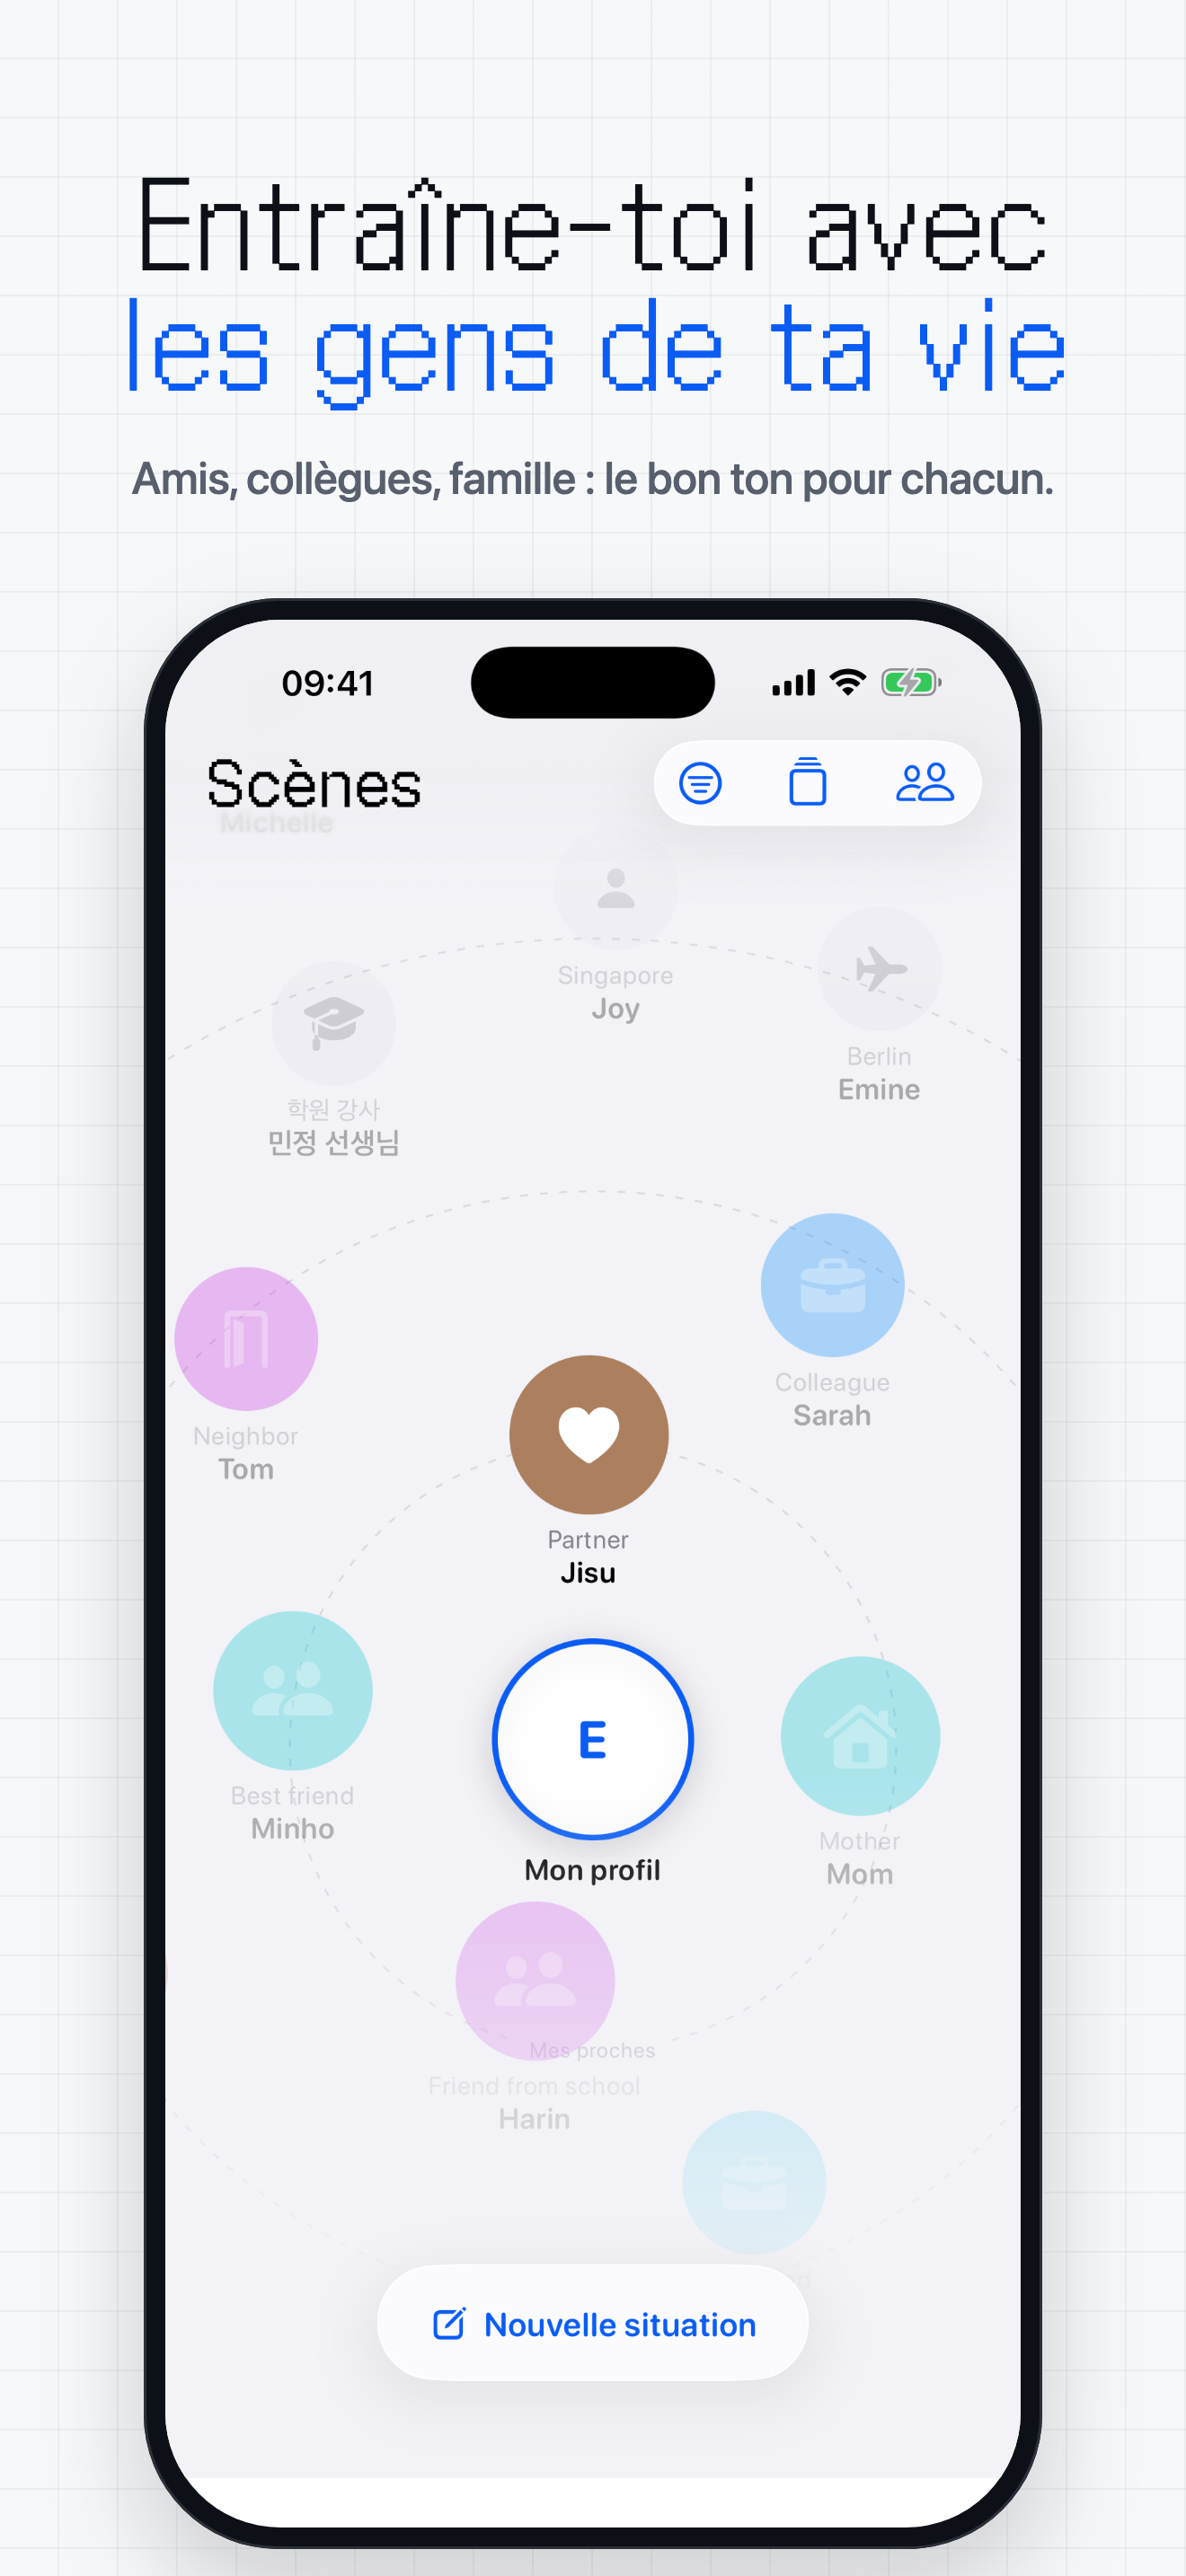 Entraîne-toi avec
les gens de ta vie
Amis, collègues, famille : le bon ton pour chacun.
09:41
Scènes
Michelle
Singapore
Joy
Berlin
Emine
학원 강사
민정 선생님
Colleague
Sarah
Neighbor
Tom
Partner
Jisu
E
Mon profil
Best friend
Minho
Mother
Mom
Mes proches
Friend from school
Harin
Nouvelle situation